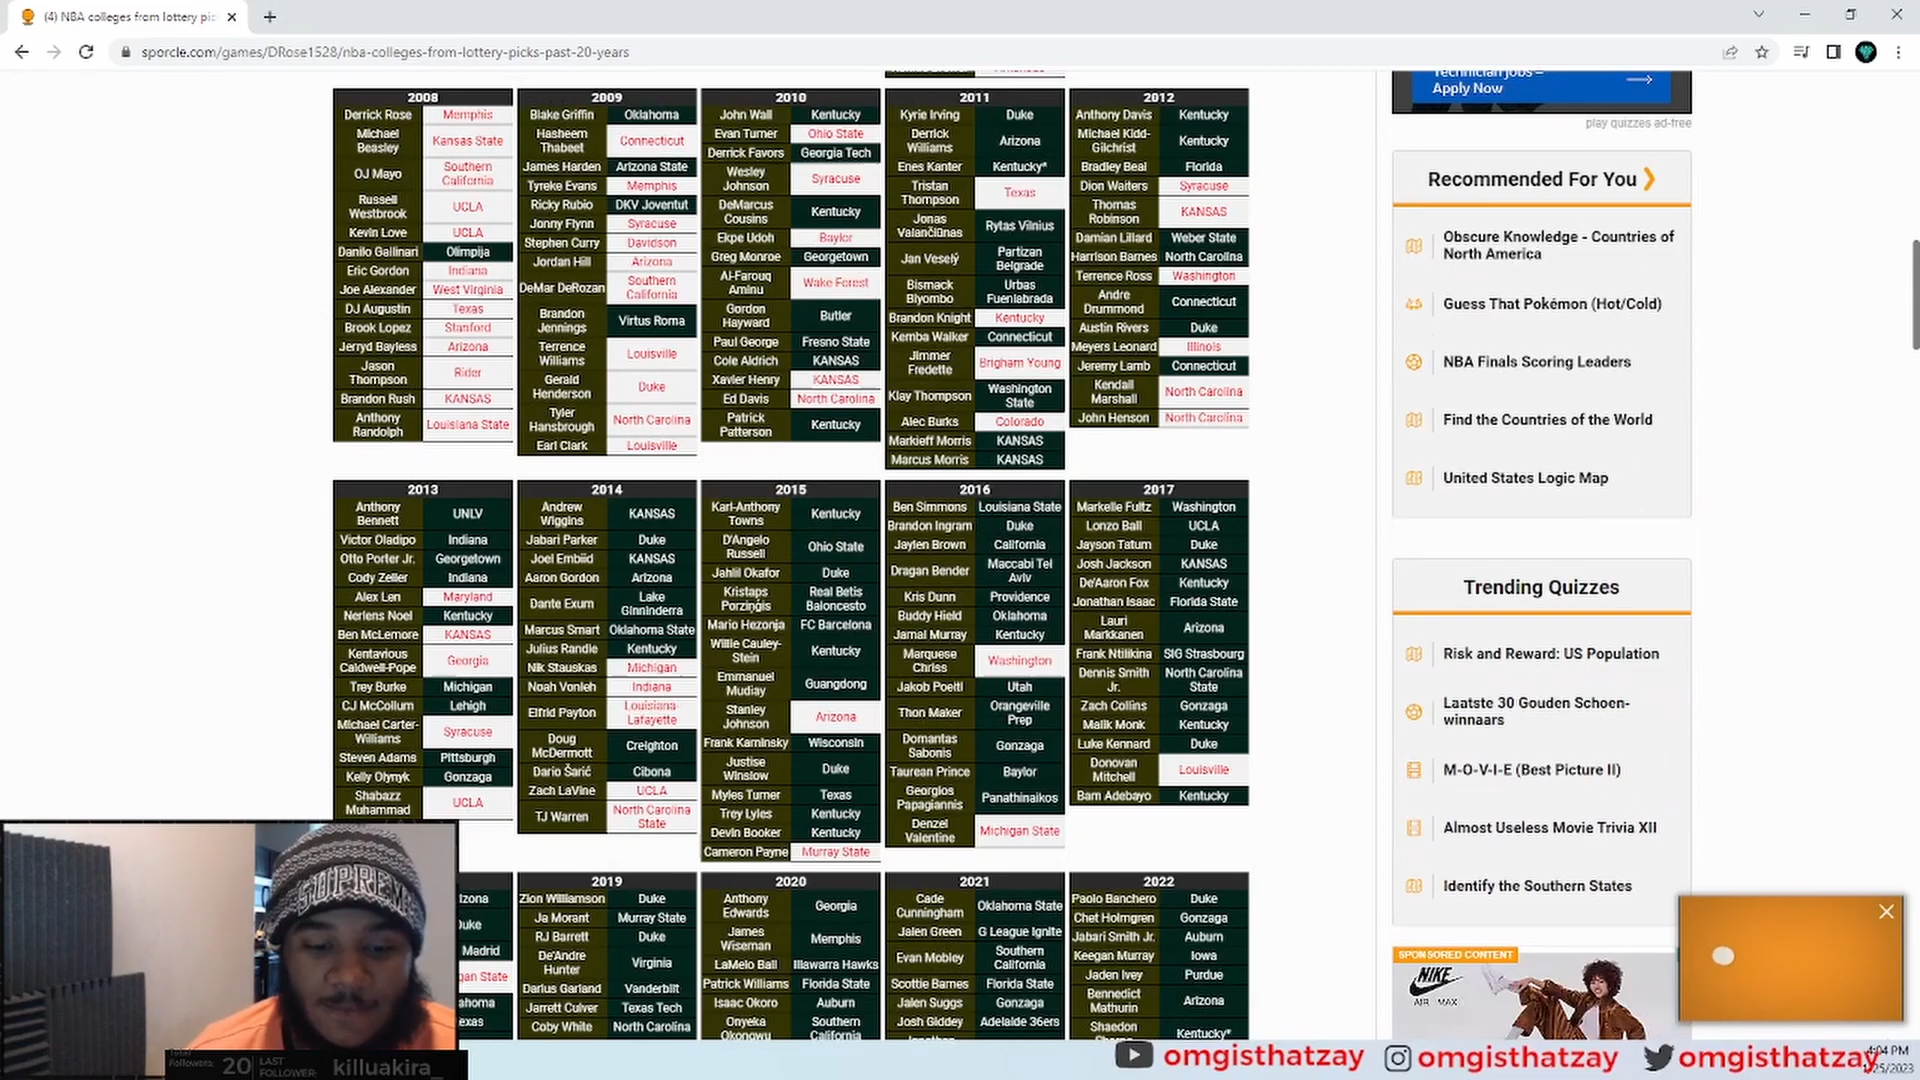 (4) NBA colleges from lottery pic
sporcle.com/games/DRose1528/nba-colleges-from-lottery-picks-past-20-years
Technician jobs –
Apply Now
play quizzes ad-free
2008
Derrick Rose Memphis
Michael Beasley Kansas State
OJ Mayo Southern California
Russell Westbrook UCLA
Kevin Love UCLA
Danilo Gallinari Olimpija
Eric Gordon Indiana
Joe Alexander West Virginia
DJ Augustin Texas
Brook Lopez Stanford
Jerryd Bayless Arizona
Jason Thompson Rider
Brandon Rush KANSAS
Anthony Randolph Louisiana State
2009
Blake Griffin Oklahoma
Hasheem Thabeet Connecticut
James Harden Arizona State
Tyreke Evans Memphis
Ricky Rubio DKV Joventut
Jonny Flynn Syracuse
Stephen Curry Davidson
Jordan Hill Arizona
DeMar DeRozan Southern California
Brandon Jennings Virtus Roma
Terrence Williams Louisville
Gerald Henderson Duke
Tyler Hansbrough North Carolina
Earl Clark Louisville
2010
John Wall Kentucky
Evan Turner Ohio State
Derrick Favors Georgia Tech
Wesley Johnson Syracuse
DeMarcus Cousins Kentucky
Ekpe Udoh Baylor
Greg Monroe Georgetown
Al-Farouq Aminu Wake Forest
Gordon Hayward Butler
Paul George Fresno State
Cole Aldrich KANSAS
Xavier Henry KANSAS
Ed Davis North Carolina
Patrick Patterson Kentucky
2011
Kyrie Irving Duke
Derrick Williams Arizona
Enes Kanter Kentucky*
Tristan Thompson Texas
Jonas Valančiūnas Rytas Vilnius
Jan Veselý Partizan Belgrade
Bismack Biyombo Urbas Fuenlabrada
Brandon Knight Kentucky
Kemba Walker Connecticut
Jimmer Fredette Brigham Young
Klay Thompson Washington State
Alec Burks Colorado
Markieff Morris KANSAS
Marcus Morris KANSAS
2012
Anthony Davis Kentucky
Michael Kidd-Gilchrist Kentucky
Bradley Beal Florida
Dion Waiters Syracuse
Thomas Robinson KANSAS
Damian Lillard Weber State
Harrison Barnes North Carolina
Terrence Ross Washington
Andre Drummond Connecticut
Austin Rivers Duke
Meyers Leonard Illinois
Jeremy Lamb Connecticut
Kendall Marshall North Carolina
John Henson North Carolina
2013
Anthony Bennett UNLV
Victor Oladipo Indiana
Otto Porter Jr. Georgetown
Cody Zeller Indiana
Alex Len Maryland
Nerlens Noel Kentucky
Ben McLemore KANSAS
Kentavious Caldwell-Pope Georgia
Trey Burke Michigan
CJ McCollum Lehigh
Michael Carter-Williams Syracuse
Steven Adams Pittsburgh
Kelly Olynyk Gonzaga
Shabazz Muhammad UCLA
2014
Andrew Wiggins KANSAS
Jabari Parker Duke
Joel Embiid KANSAS
Aaron Gordon Arizona
Dante Exum Lake Ginninderra
Marcus Smart Oklahoma State
Julius Randle Kentucky
Nik Stauskas Michigan
Noah Vonleh Indiana
Elfrid Payton Louisiana-Lafayette
Doug McDermott Creighton
Dario Šarić Cibona
Zach LaVine UCLA
TJ Warren North Carolina State
2015
Karl-Anthony Towns Kentucky
D'Angelo Russell Ohio State
Jahlil Okafor Duke
Kristaps Porziņģis Real Betis Baloncesto
Mario Hezonja FC Barcelona
Willie Cauley-Stein Kentucky
Emmanuel Mudiay Guangdong
Stanley Johnson Arizona
Frank Kaminsky Wisconsin
Justise Winslow Duke
Myles Turner Texas
Trey Lyles Kentucky
Devin Booker Kentucky
Cameron Payne Murray State
2016
Ben Simmons Louisiana State
Brandon Ingram Duke
Jaylen Brown California
Dragan Bender Maccabi Tel Aviv
Kris Dunn Providence
Buddy Hield Oklahoma
Jamal Murray Kentucky
Marquese Chriss Washington
Jakob Poeltl Utah
Thon Maker Orangeville Prep
Domantas Sabonis Gonzaga
Taurean Prince Baylor
Georgios Papagiannis Panathinaikos
Denzel Valentine Michigan State
2017
Markelle Fultz Washington
Lonzo Ball UCLA
Jayson Tatum Duke
Josh Jackson KANSAS
De'Aaron Fox Kentucky
Jonathan Isaac Florida State
Lauri Markkanen Arizona
Frank Ntilikina SIG Strasbourg
Dennis Smith Jr. North Carolina State
Zach Collins Gonzaga
Malik Monk Kentucky
Luke Kennard Duke
Donovan Mitchell Louisville
Bam Adebayo Kentucky
izona
Duke
Madrid
gan State
ahoma
exas
2019
Zion Williamson Duke
Ja Morant Murray State
RJ Barrett Duke
De'Andre Hunter Virginia
Darius Garland Vanderbilt
Jarrett Culver Texas Tech
Coby White North Carolina
2020
Anthony Edwards Georgia
James Wiseman Memphis
LaMelo Ball Illawarra Hawks
Patrick Williams Florida State
Isaac Okoro Auburn
Onyeka Okongwu Southern California
2021
Cade Cunningham Oklahoma State
Jalen Green G League Ignite
Evan Mobley Southern California
Scottie Barnes Florida State
Jalen Suggs Gonzaga
Josh Giddey Adelaide 36ers
2022
Paolo Banchero Duke
Chet Holmgren Gonzaga
Jabari Smith Jr. Auburn
Keegan Murray Iowa
Jaden Ivey Purdue
Bennedict Mathurin Arizona
Shaedon Kentucky*
Recommended For You
Obscure Knowledge - Countries of
North America
Guess That Pokémon (Hot/Cold)
NBA Finals Scoring Leaders
Find the Countries of the World
United States Logic Map
Trending Quizzes
Risk and Reward: US Population
Laatste 30 Gouden Schoen-
winnaars
M-O-V-I-E (Best Picture II)
Almost Useless Movie Trivia XII
Identify the Southern States
SPONSORED CONTENT
NIKE
AIR MAX
SUPREME
Total
Followers: 20
LAST
FOLLOWER: killuakira_
omgisthatzay omgisthatzay omgisthatzay
4:04 PM
/25/2023